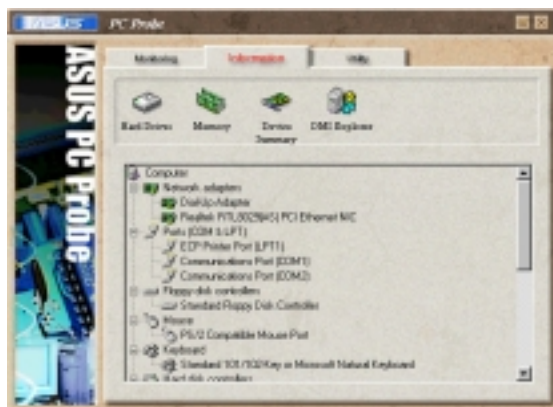 ASUS PC Probe
Monitoring Information Utility
ASUS PC Probe
Hard Drives Memory Device Summary DMI Explorer
Computer
Network adapters
Dial-Up Adapter
Realtek RTL8029(AS) PCI Ethernet NIC
Ports (COM & LPT)
ECP Printer Port (LPT1)
Communications Port (COM1)
Communications Port (COM2)
Floppy disk controllers
Standard Floppy Disk Controller
Mouse
PS/2 Compatible Mouse Port
Keyboard
Standard 101/102-Key or Microsoft Natural Keyboard
Hard disk controllers